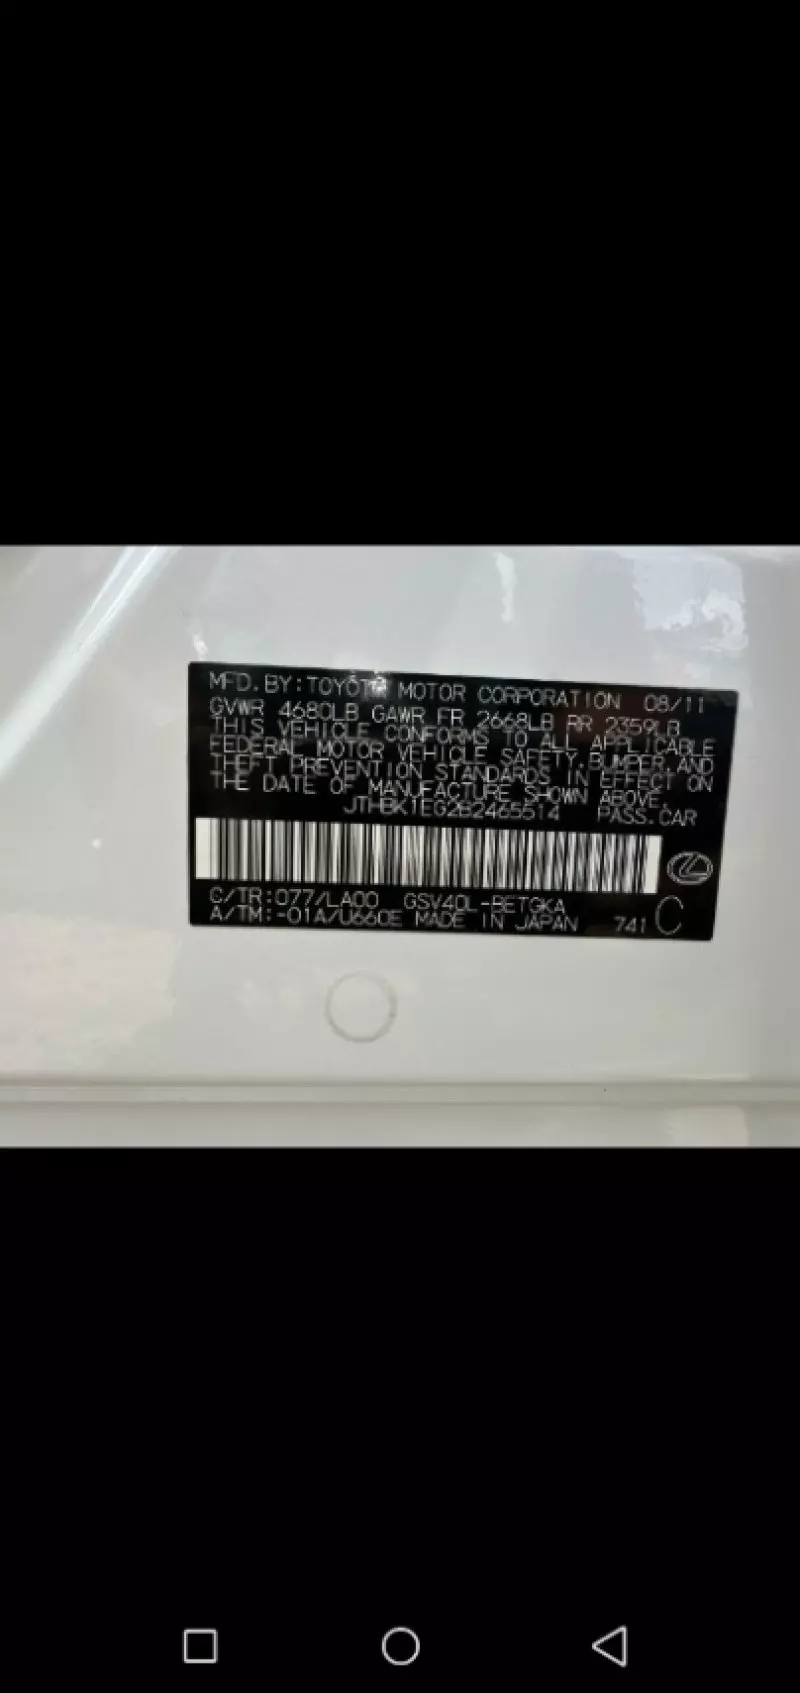 MFD.BY:TOYOTA MOTOR CORPORATION 08/11
GVWR 4680LB GAWR FR 2668LB RR 2359LB
THIS VEHICLE CONFORMS TO ALL APPLICABLE
FEDERAL MOTOR VEHICLE SAFETY,BUMPER,AND
THEFT PREVENTION STANDARDS IN EFFECT ON
THE DATE OF MANUFACTURE SHOWN ABOVE.
JTHBK1EG2B2465514 PASS.CAR
C/TR:077/LA00 GSV40L-BETGKA
A/TM:-01A/U660E MADE IN JAPAN 741 C